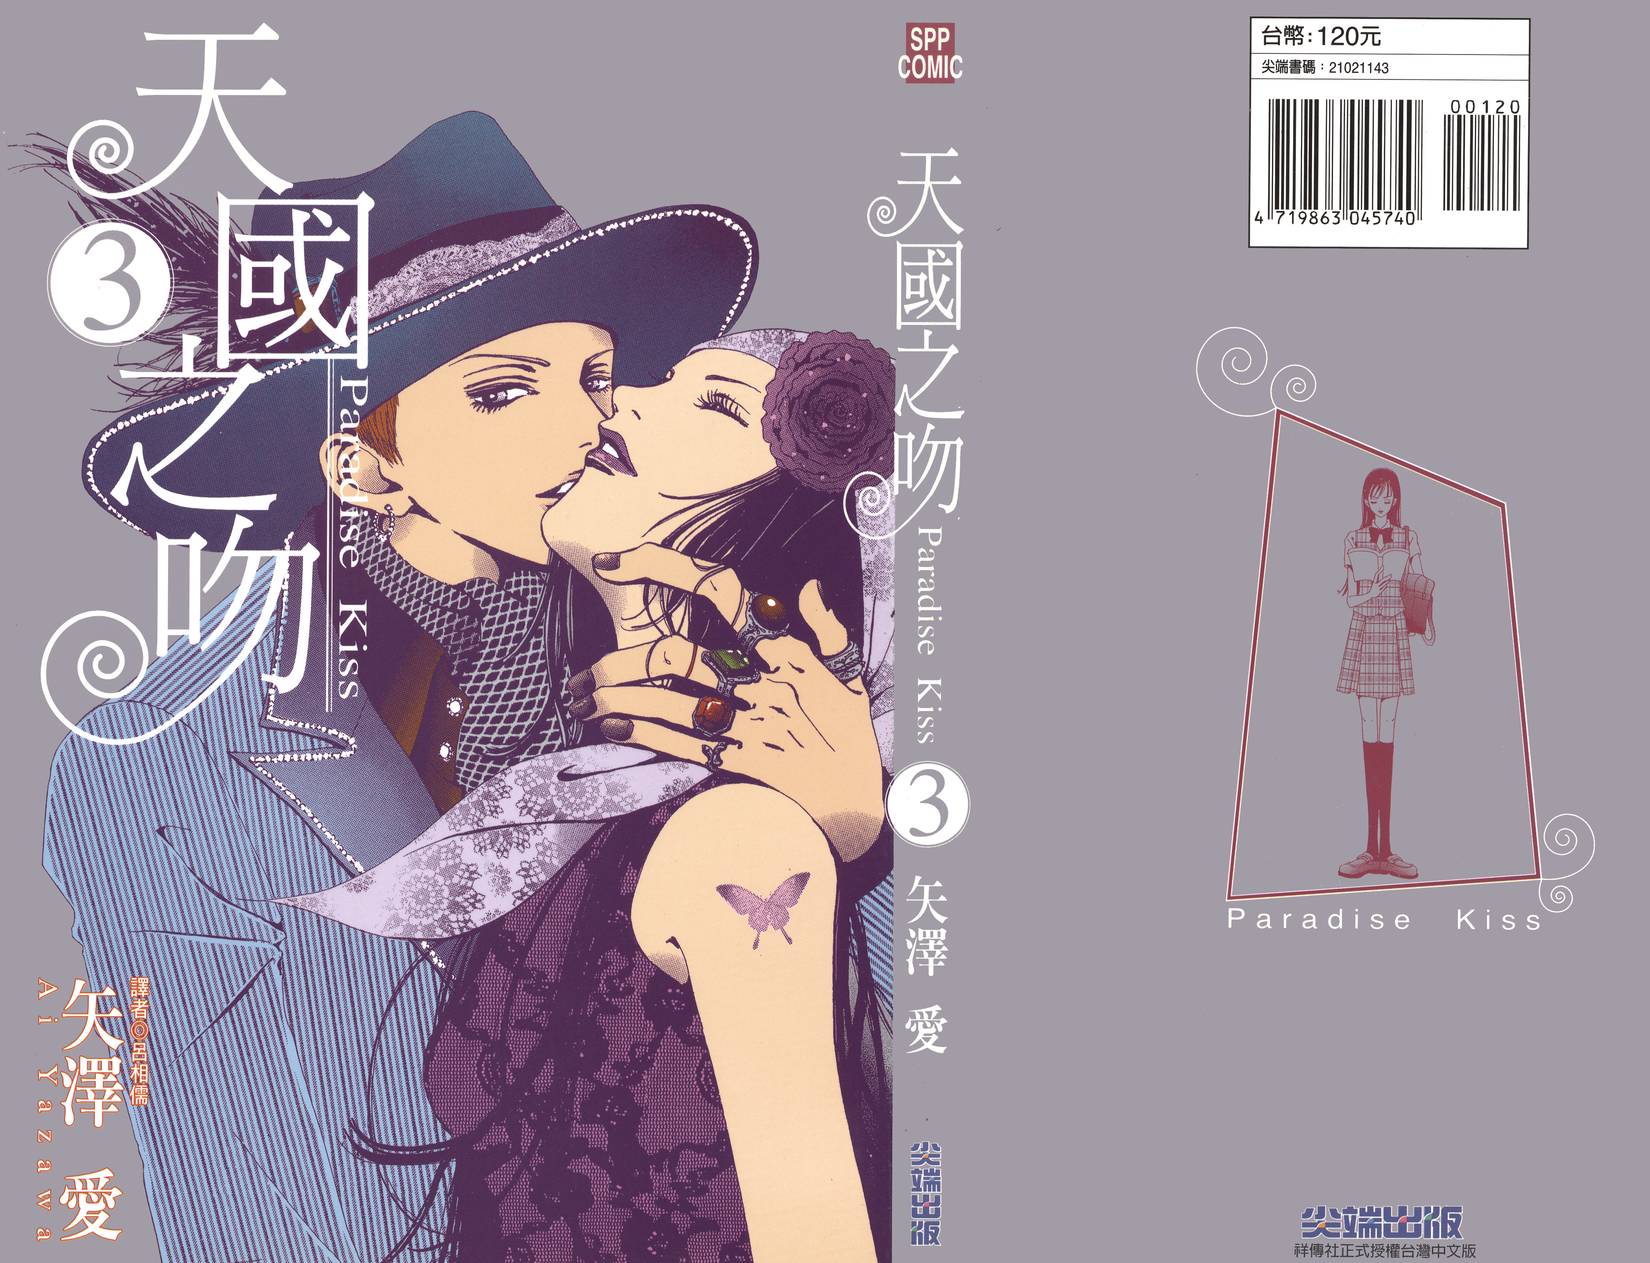 天國之吻
3
Paradise Kiss
譯者◎呂相儒
矢澤 愛
Ai Yazawa
SPP
COMIC
天國之吻
Paradise Kiss
3
矢澤 愛
尖端出版
台幣:120元
尖端書碼：21021143
00120
4 719863 045740
Paradise Kiss
尖端出版
祥傳社正式授權台灣中文版